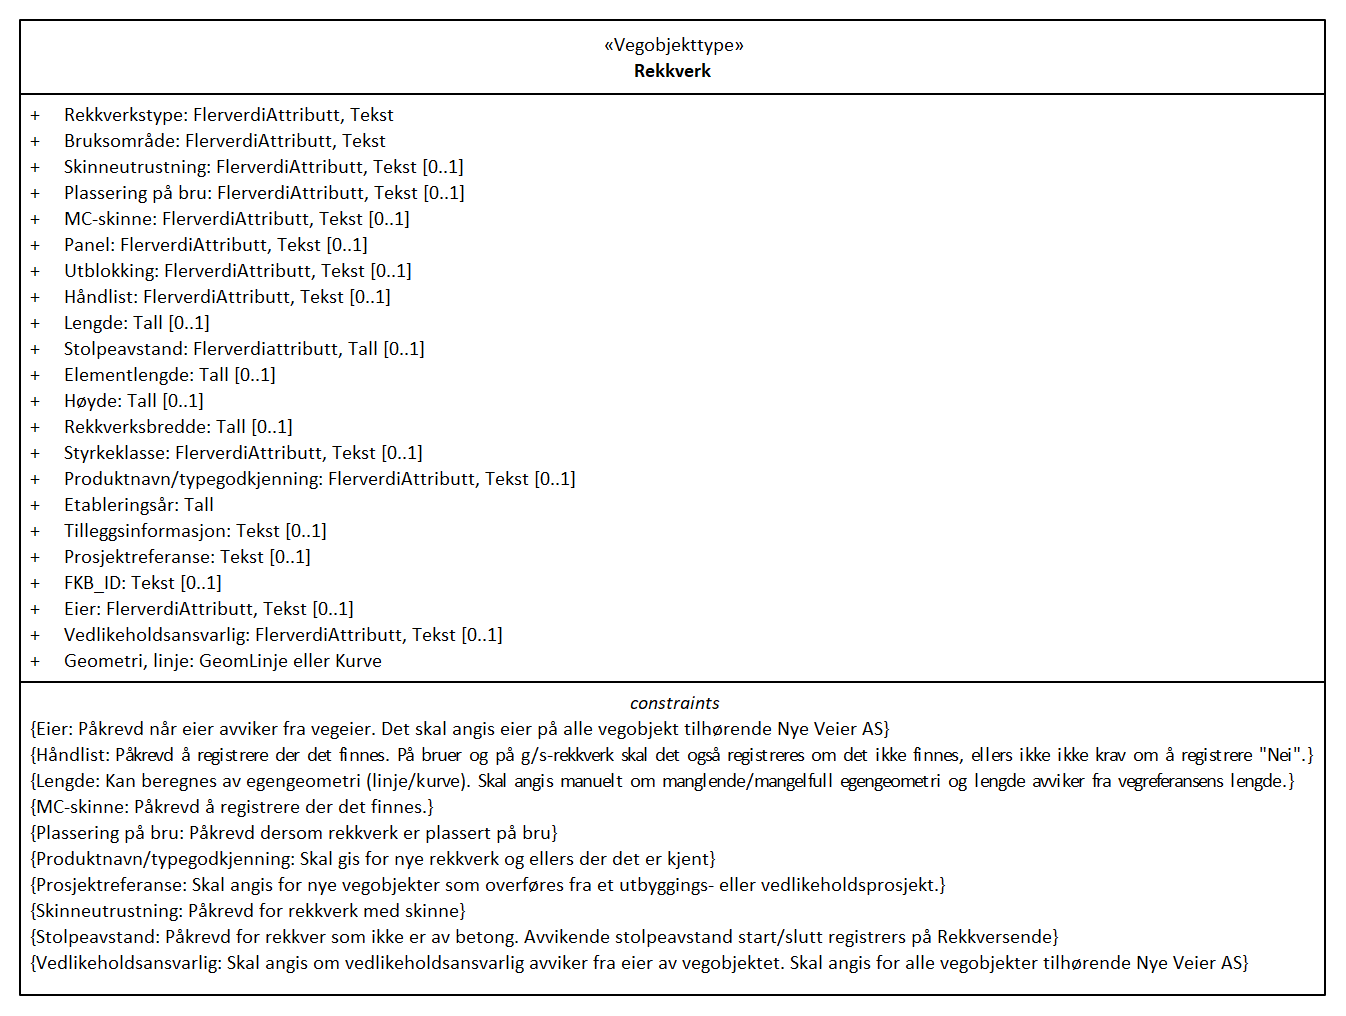 «Vegobjekttype»
Rekkverk
+ Rekkverkstype: FlerverdiAttributt, Tekst
+ Bruksområde: FlerverdiAttributt, Tekst
+ Skinneutrustning: FlerverdiAttributt, Tekst [0..1]
+ Plassering på bru: FlerverdiAttributt, Tekst [0..1]
+ MC-skinne: FlerverdiAttributt, Tekst [0..1]
+ Panel: FlerverdiAttributt, Tekst [0..1]
+ Utblokking: FlerverdiAttributt, Tekst [0..1]
+ Håndlist: FlerverdiAttributt, Tekst [0..1]
+ Lengde: Tall [0..1]
+ Stolpeavstand: Flerverdiattributt, Tall [0..1]
+ Elementlengde: Tall [0..1]
+ Høyde: Tall [0..1]
+ Rekkverksbredde: Tall [0..1]
+ Styrkeklasse: FlerverdiAttributt, Tekst [0..1]
+ Produktnavn/typegodkjenning: FlerverdiAttributt, Tekst [0..1]
+ Etableringsår: Tall
+ Tilleggsinformasjon: Tekst [0..1]
+ Prosjektreferanse: Tekst [0..1]
+ FKB_ID: Tekst [0..1]
+ Eier: FlerverdiAttributt, Tekst [0..1]
+ Vedlikeholdsansvarlig: FlerverdiAttributt, Tekst [0..1]
+ Geometri, linje: GeomLinje eller Kurve
constraints
{Eier: Påkrevd når eier avviker fra vegeier. Det skal angis eier på alle vegobjekt tilhørende Nye Veier AS}
{Håndlist: Påkrevd å registrere der det finnes. På bruer og på g/s-rekkverk skal det også registreres om det ikke finnes, ellers ikke ikke krav om å registrere "Nei".}
{Lengde: Kan beregnes av egengeometri (linje/kurve). Skal angis manuelt om manglende/mangelfull egengeometri og lengde avviker fra vegreferansens lengde.}
{MC-skinne: Påkrevd å registrere der det finnes.}
{Plassering på bru: Påkrevd dersom rekkverk er plassert på bru}
{Produktnavn/typegodkjenning: Skal gis for nye rekkverk og ellers der det er kjent}
{Prosjektreferanse: Skal angis for nye vegobjekter som overføres fra et utbyggings- eller vedlikeholdsprosjekt.}
{Skinneutrustning: Påkrevd for rekkverk med skinne}
{Stolpeavstand: Påkrevd for rekkver som ikke er av betong. Avvikende stolpeavstand start/slutt registrers på Rekkversende}
{Vedlikeholdsansvarlig: Skal angis om vedlikeholdsansvarlig avviker fra eier av vegobjektet. Skal angis for alle vegobjekter tilhørende Nye Veier AS}